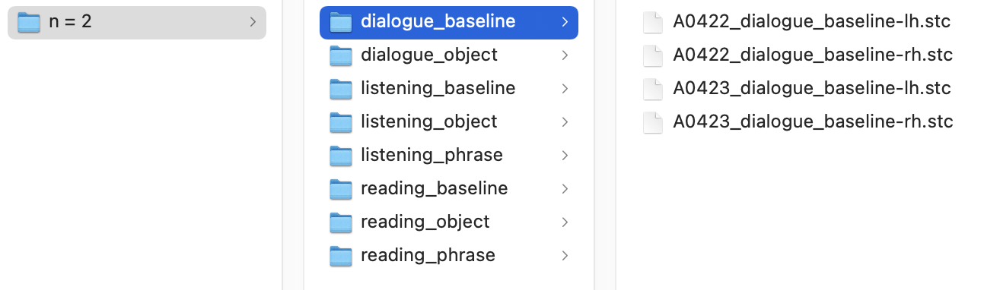 n = 2
dialogue_baseline
dialogue_object
listening_baseline
listening_object
listening_phrase
reading_baseline
reading_object
reading_phrase
A0422_dialogue_baseline-lh.stc
A0422_dialogue_baseline-rh.stc
A0423_dialogue_baseline-lh.stc
A0423_dialogue_baseline-rh.stc